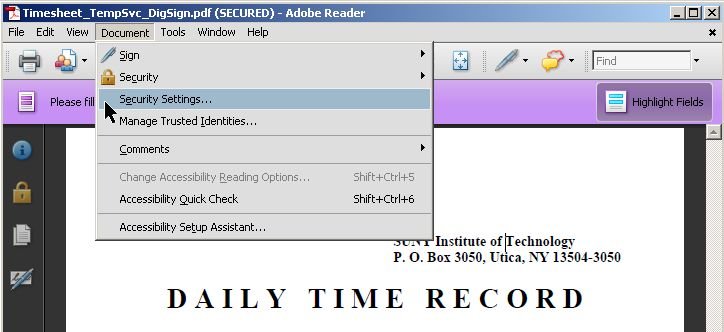 Timesheet_TempSvc_DigSign.pdf (SECURED) - Adobe Reader
File Edit View Document Tools Window Help
Find
Sign
Security
Please fill
Security Settings...
Highlight Fields
Manage Trusted Identities...
Comments
Change Accessibility Reading Options... Shift+Ctrl+5
Accessibility Quick Check Shift+Ctrl+6
Accessibility Setup Assistant...
SUNY Institute of Technology
P. O. Box 3050, Utica, NY 13504-3050
DAILY TIME RECORD